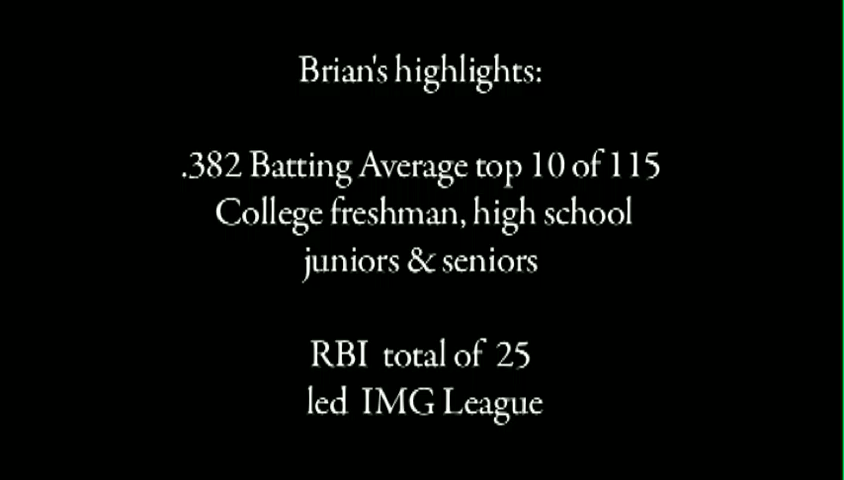 Brian's highlights:
.382 Batting Average top 10 of 115
College freshman, high school
juniors & seniors
RBI total of 25
led IMG League